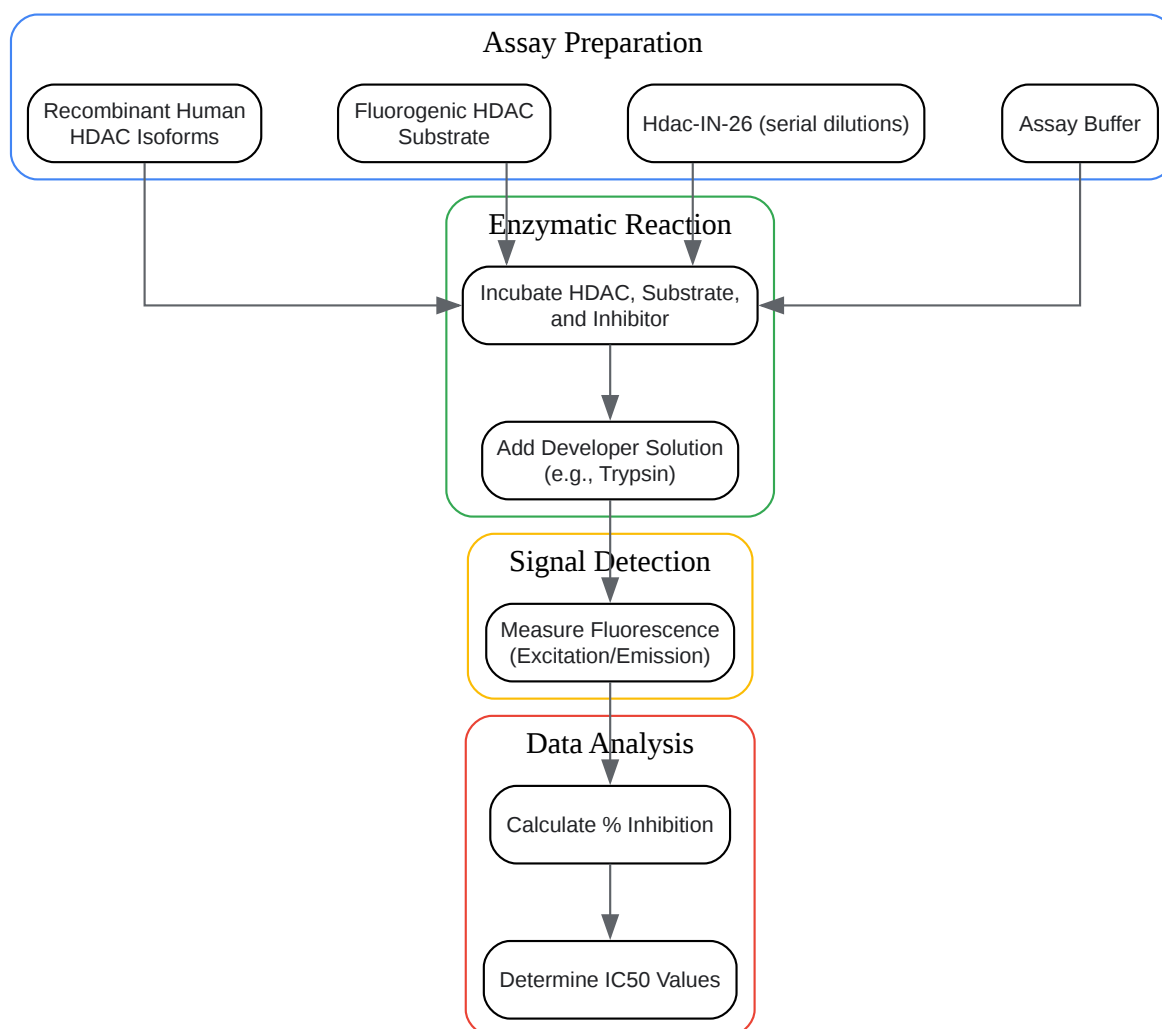 Assay Preparation
Recombinant Human
HDAC Isoforms
Fluorogenic HDAC
Substrate
Hdac-IN-26 (serial dilutions)
Assay Buffer
Enzymatic Reaction
Incubate HDAC, Substrate,
and Inhibitor
Add Developer Solution
(e.g., Trypsin)
Signal Detection
Measure Fluorescence
(Excitation/Emission)
Data Analysis
Calculate % Inhibition
Determine IC50 Values